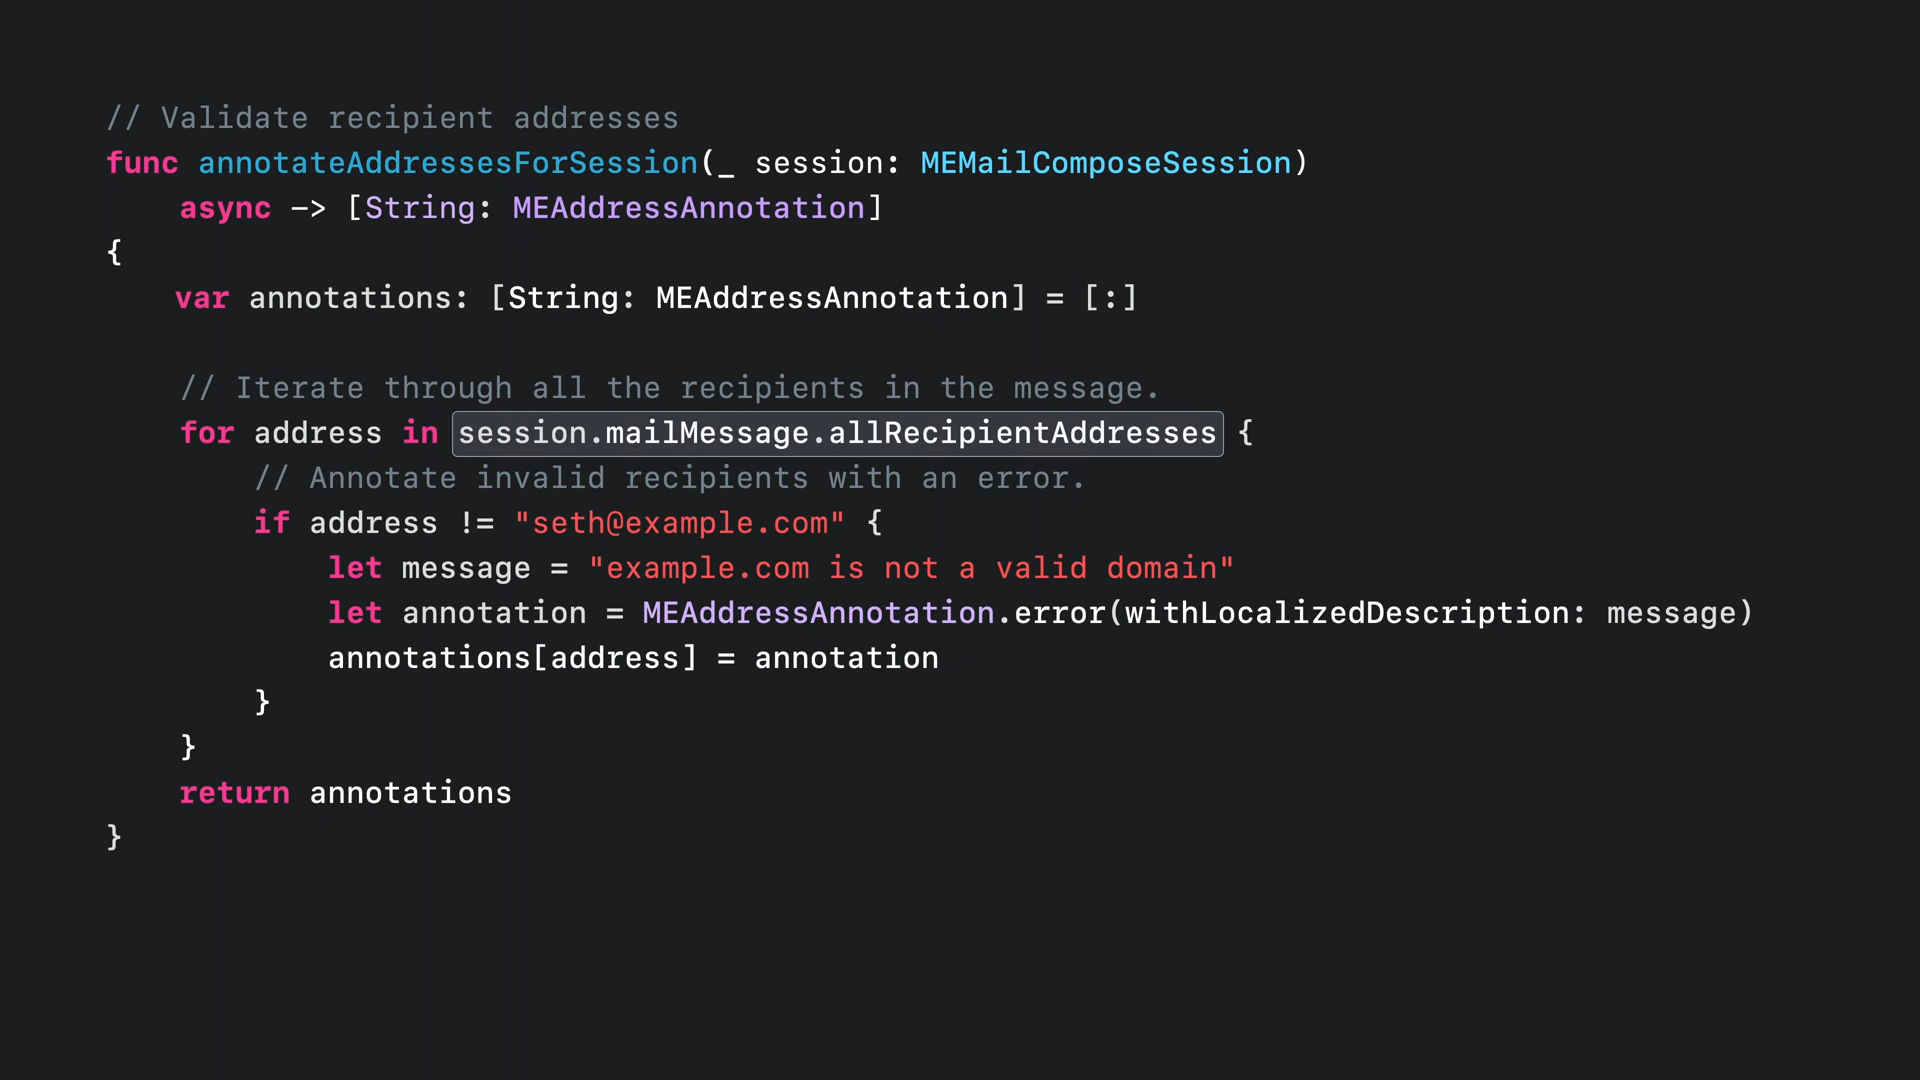 // Validate recipient addresses
func annotateAddressesForSession(_ session: MEMailComposeSession)
    async -> [String: MEAddressAnnotation]
{
    var annotations: [String: MEAddressAnnotation] = [:]

    // Iterate through all the recipients in the message.
    for address in session.mailMessage.allRecipientAddresses {
        // Annotate invalid recipients with an error.
        if address != "seth@example.com" {
            let message = "example.com is not a valid domain"
            let annotation = MEAddressAnnotation.error(withLocalizedDescription: message)
            annotations[address] = annotation
        }
    }
    return annotations
}